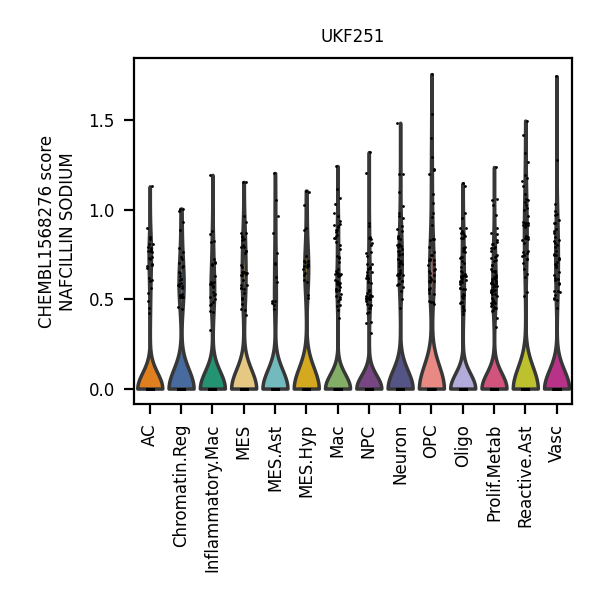 UKF251
CHEMBL1568276 score
NAFCILLIN SODIUM
1.5
1.0
0.5
0.0
AC
Chromatin.Reg
Inflammatory.Mac
MES
MES.Ast
MES.Hyp
Mac
NPC
Neuron
OPC
Oligo
Prolif.Metab
Reactive.Ast
Vasc